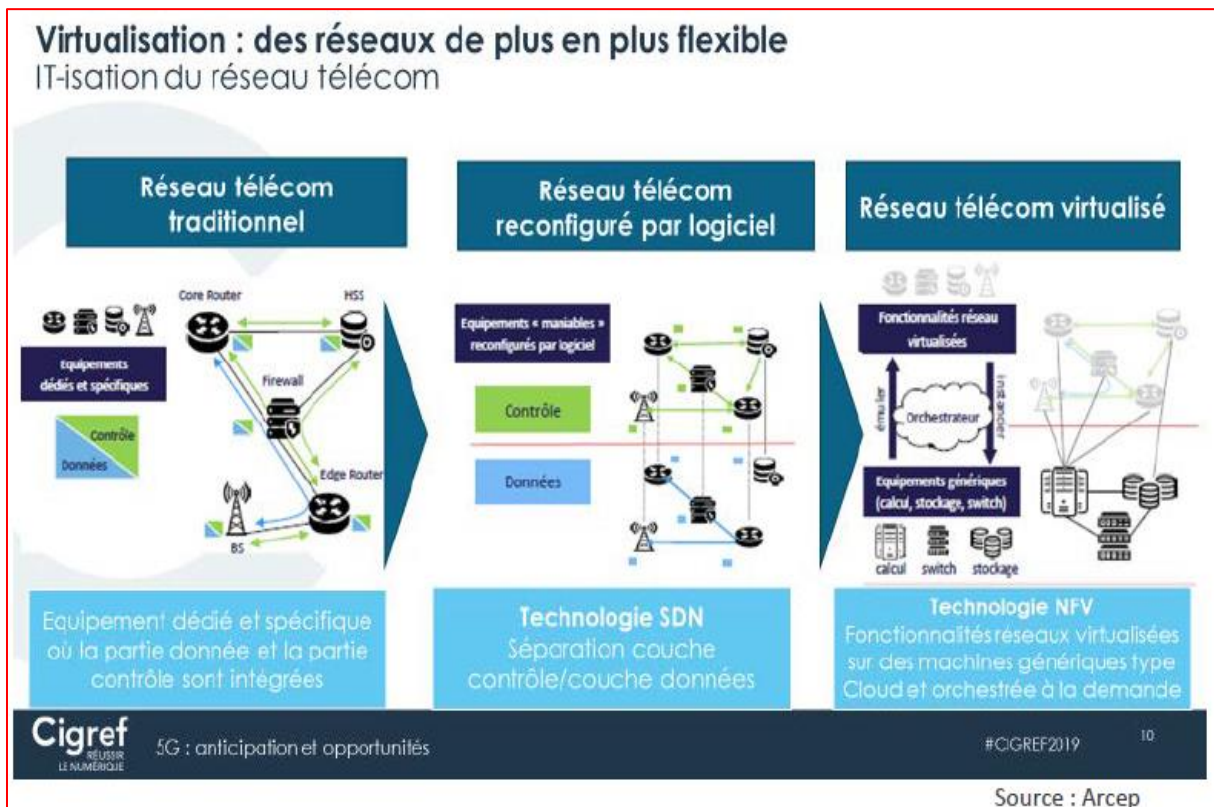 Virtualisation : des réseaux de plus en plus flexible
IT-isation du réseau télécom
Réseau télécom
traditionnel
Core Router
HSS
Equipements
dédiés et spécifiques
Firewall
Contrôle
Données
Edge Router
BS
Equipement dédié et spécifique
où la partie donnée et la partie
contrôle sont intégrées
Réseau télécom
reconfiguré par logiciel
Equipements « maniables »
reconfigurés par logiciel
Contrôle
Données
Technologie SDN
Séparation couche
contrôle/couche données
Réseau télécom virtualisé
Fonctionnalités réseau
virtualisées
émuler
Orchestrateur
instancier
Equipements génériques
(calcul, stockage, switch)
calcul switch stockage
Technologie NFV
Fonctionnalités réseaux virtualisées
sur des machines génériques type
Cloud et orchestrée à la demande
Cigref
RÉUSSIR
LE NUMÉRIQUE
5G : anticipation et opportunités
#CIGREF2019
10
Source : Arcep